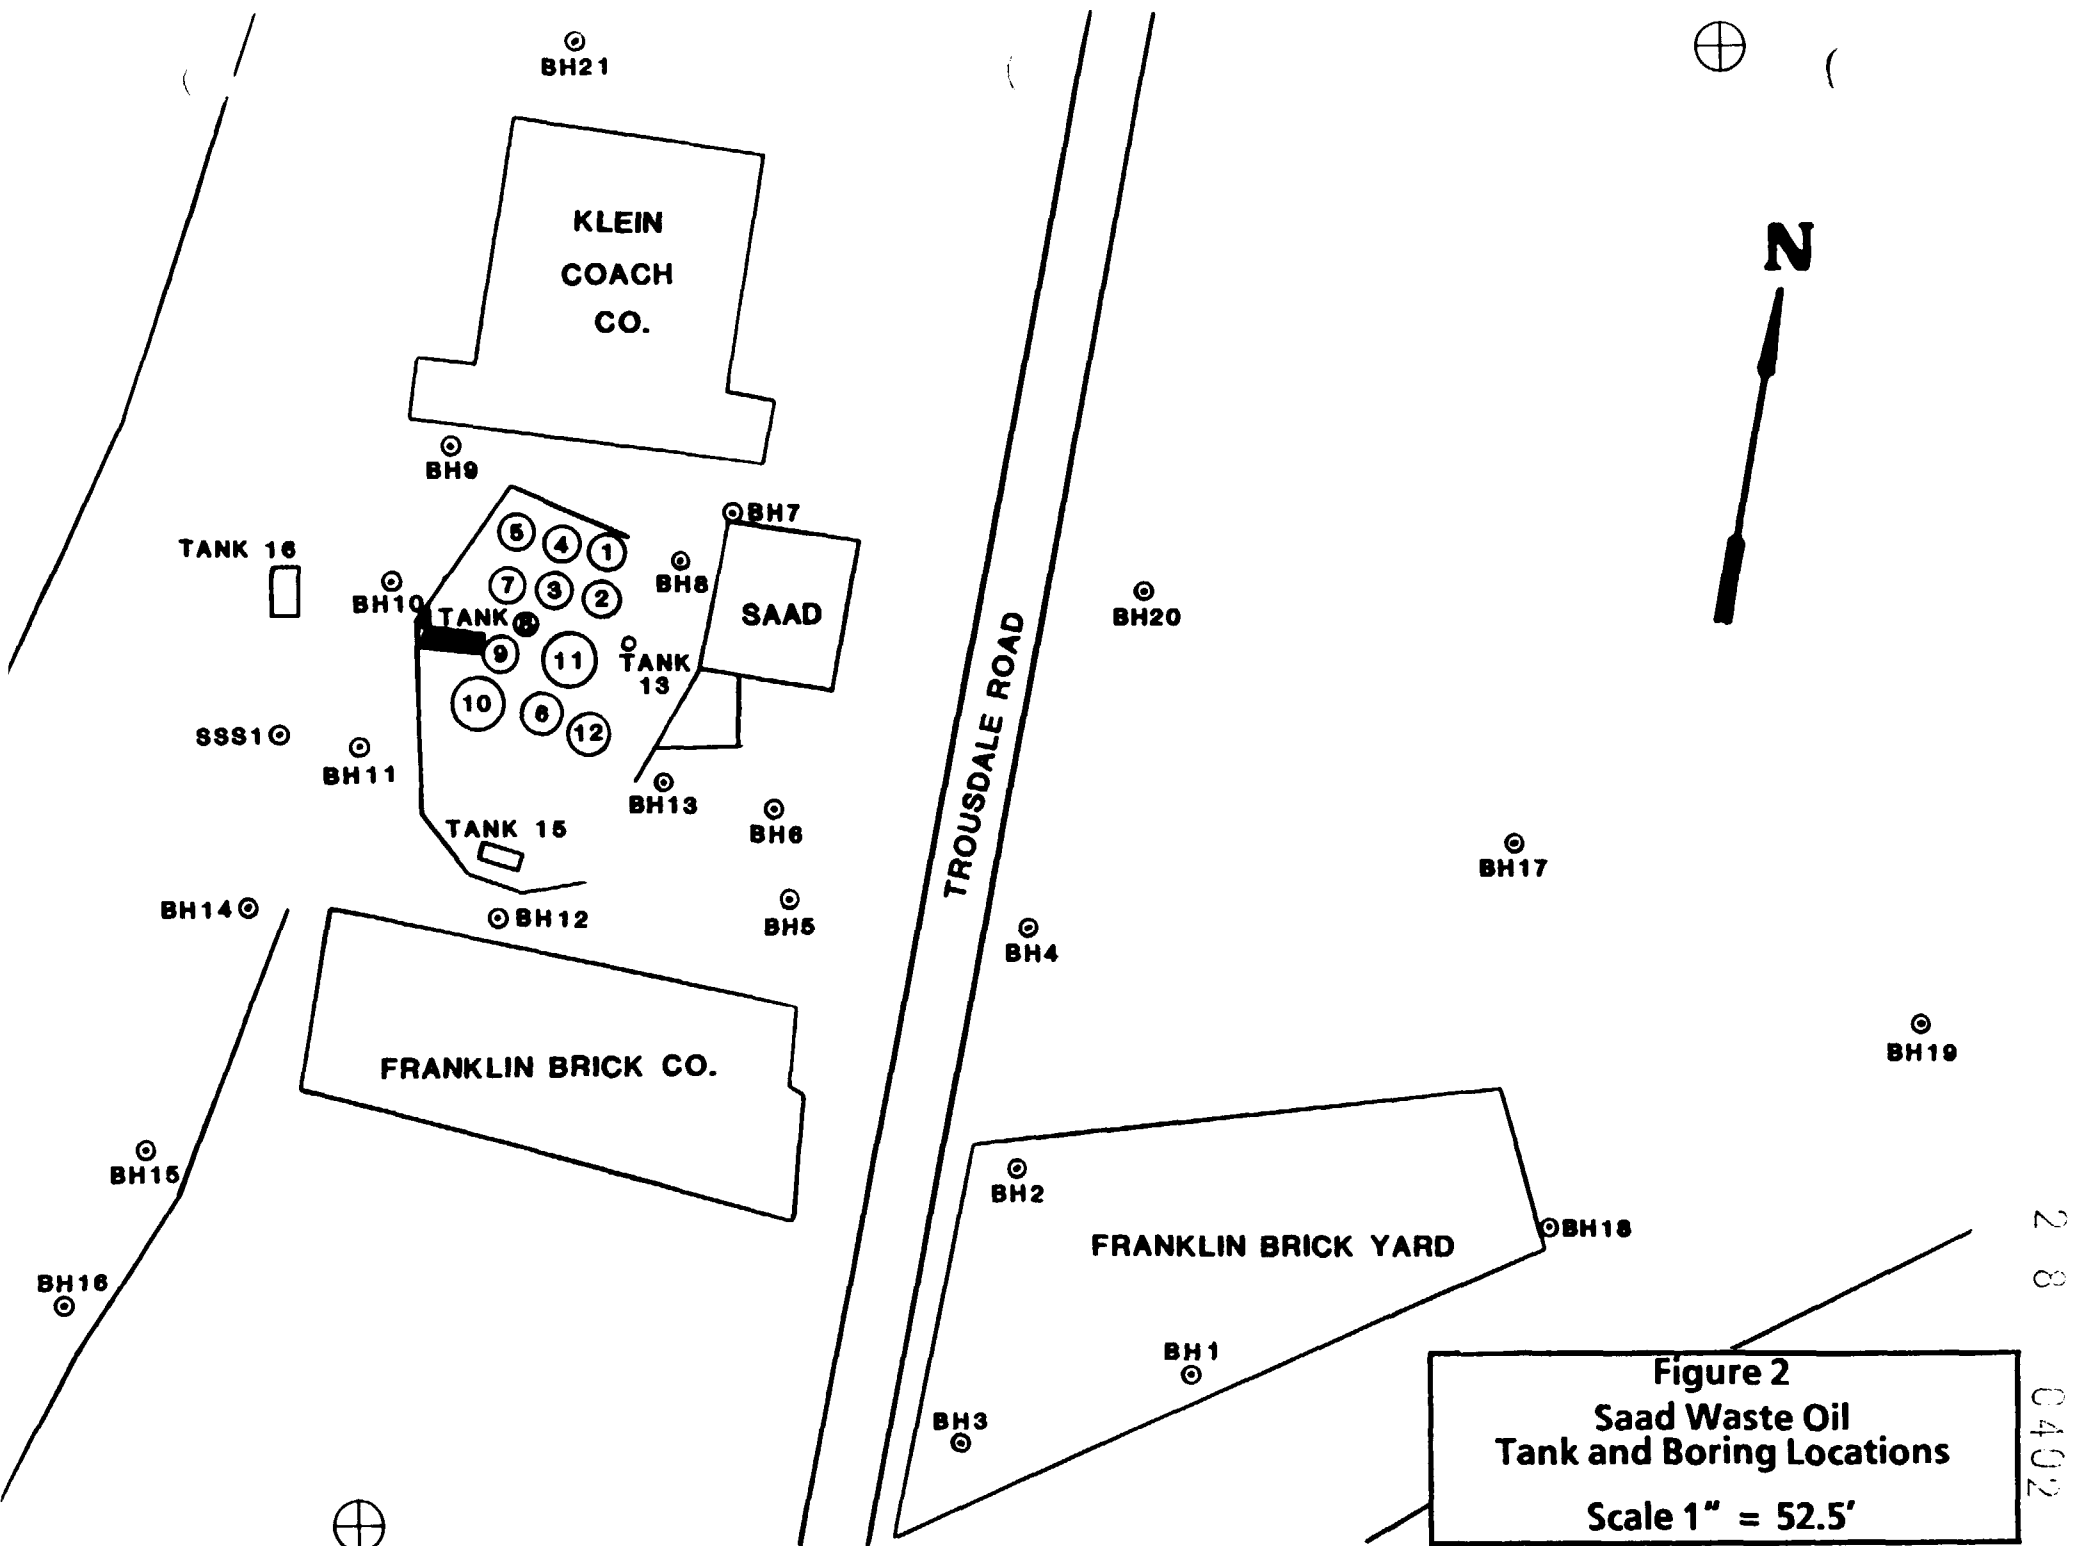 BH21
N
KLEIN
COACH
CO.
BH9
BH7
5
4
1
TANK 16
BH8
BH10
7
3
2
SAAD
TANK
BH20
9
11
TANK
13
10
6
12
SSS1
BH11
BH13
TROUSDALE ROAD
BH6
TANK 15
BH17
BH14
BH12
BH5
BH4
FRANKLIN BRICK CO.
BH19
BH15
BH2
FRANKLIN BRICK YARD
BH18
BH16
BH1
BH3
Figure 2
Saad Waste Oil
Tank and Boring Locations
Scale 1" = 52.5'
2 8 0402